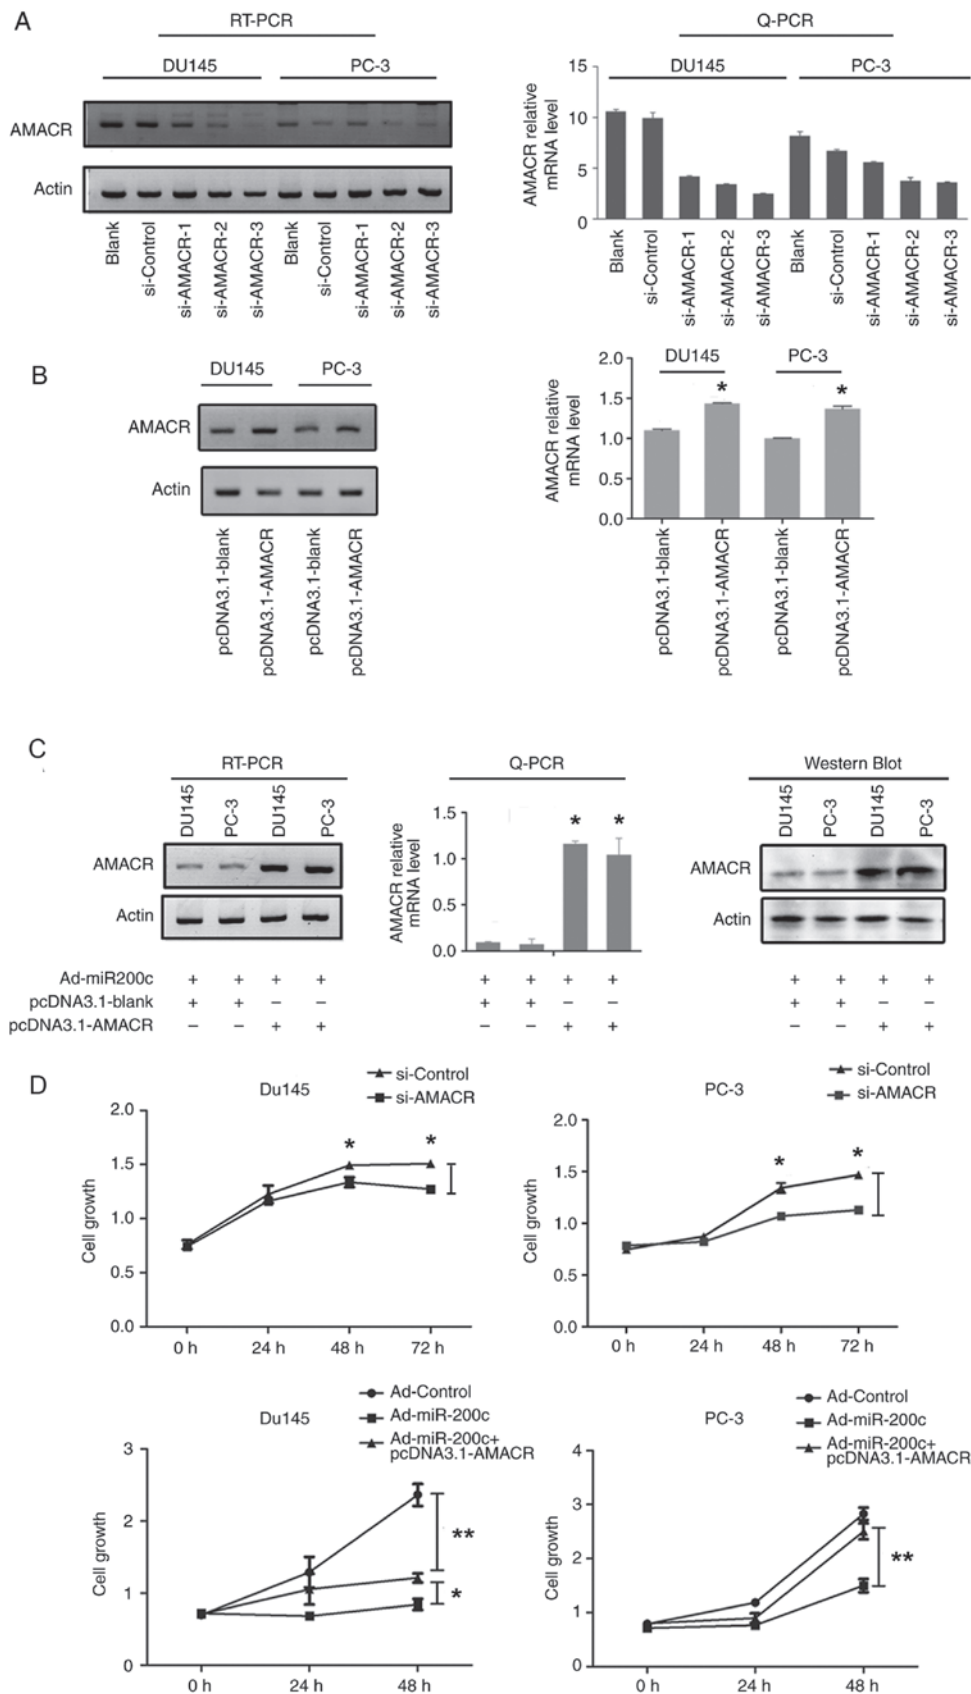 A
RT-PCR
DU145 PC-3
AMACR
Actin
Blank
si-Control
si-AMACR-1
si-AMACR-2
si-AMACR-3
Blank
si-Control
si-AMACR-1
si-AMACR-2
si-AMACR-3
Q-PCR
DU145 PC-3
AMACR relative
mRNA level
15
10
5
0
Blank
si-Control
si-AMACR-1
si-AMACR-2
si-AMACR-3
Blank
si-Control
si-AMACR-1
si-AMACR-2
si-AMACR-3
B
DU145 PC-3
AMACR
Actin
pcDNA3.1-blank
pcDNA3.1-AMACR
pcDNA3.1-blank
pcDNA3.1-AMACR
DU145 PC-3
AMACR relative
mRNA level
2.0
1.5
1.0
0.5
0.0
* *
pcDNA3.1-blank
pcDNA3.1-AMACR
pcDNA3.1-blank
pcDNA3.1-AMACR
C
RT-PCR
DU145
PC-3
DU145
PC-3
AMACR
Actin
Q-PCR
AMACR relative
mRNA level
1.5
1.0
0.5
0.0
* *
Western Blot
DU145
PC-3
DU145
PC-3
AMACR
Actin
Ad-miR200c + + + + + + + + + + + +
pcDNA3.1-blank + + – – + + – – + + – –
pcDNA3.1-AMACR – – + + – – + + – – + +
D
Du145
si-Control
si-AMACR
Cell growth
2.0
1.5
1.0
0.5
0.0
* *
0 h 24 h 48 h 72 h
PC-3
si-Control
si-AMACR
Cell growth
2.0
1.5
1.0
0.5
0.0
* *
0 h 24 h 48 h 72 h
Du145
Ad-Control
Ad-miR-200c
Ad-miR-200c+
pcDNA3.1-AMACR
Cell growth
3
2
1
0
**
*
0 h 24 h 48 h
PC-3
Ad-Control
Ad-miR-200c
Ad-miR-200c+
pcDNA3.1-AMACR
Cell growth
4
3
2
1
0
**
0 h 24 h 48 h